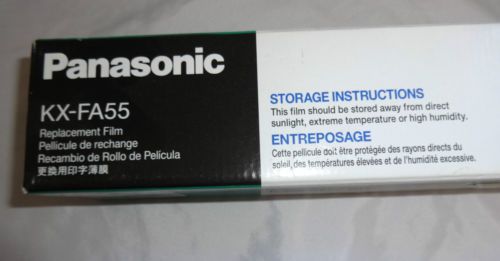 Panasonic
KX-FA55
Replacement Film
Pellicule de rechange
Recambio de Rollo de Película
更換用印字薄膜
STORAGE INSTRUCTIONS
This film should be stored away from direct
sunlight, extreme temperature or high humidity.
ENTREPOSAGE
Cette pellicule doit être protégée des rayons directs du
soleil, des températures élevées et de l'humidité excessive.